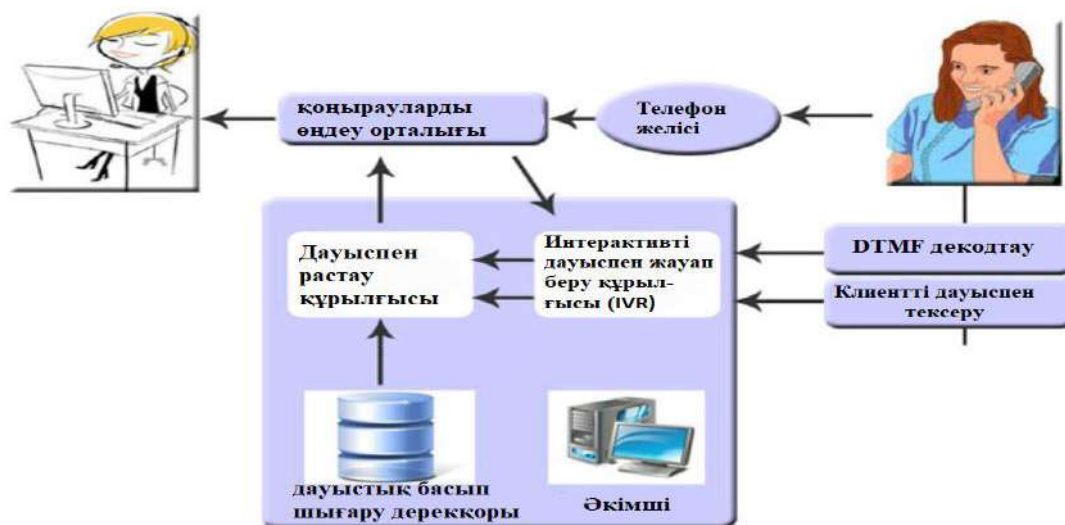 қоңырауларды
өңдеу орталығы
Телефон
желісі
Дауыспен
растау
құрылғысы
Интерактивті
дауыспен жауап
беру құрыл-
ғысы (IVR)
DTMF декодтау
Клиентті дауыспен
тексеру
дауыстық басып
шығару дерекқоры
Әкімші